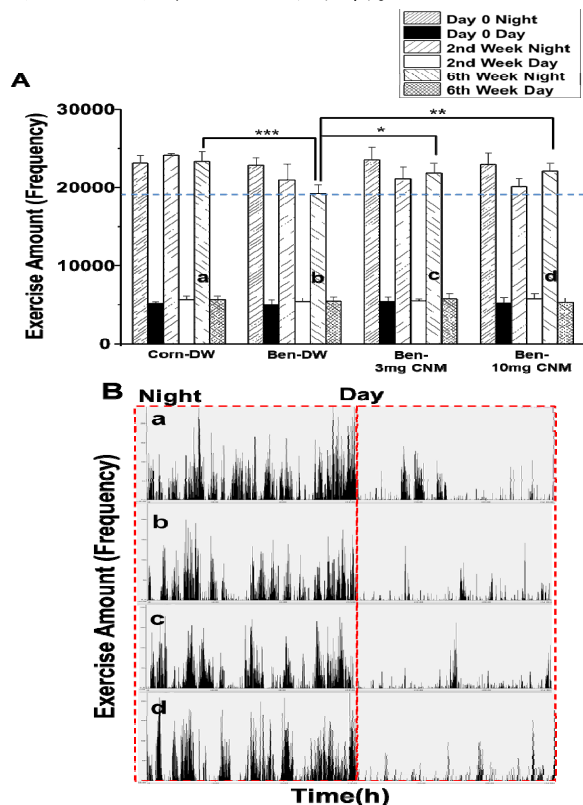 Day 0 Night
Day 0 Day
2nd Week Night
2nd Week Day
6th Week Night
6th Week Day
A
30000
20000
10000
0
Exercise Amount (Frequency)
***
*
**
a
b
c
d
Corn-DW
Ben-DW
Ben-
3mg CNM
Ben-
10mg CNM
B
Night
Day
a
b
c
d
Exercise Amount (Frequency)
Time(h)